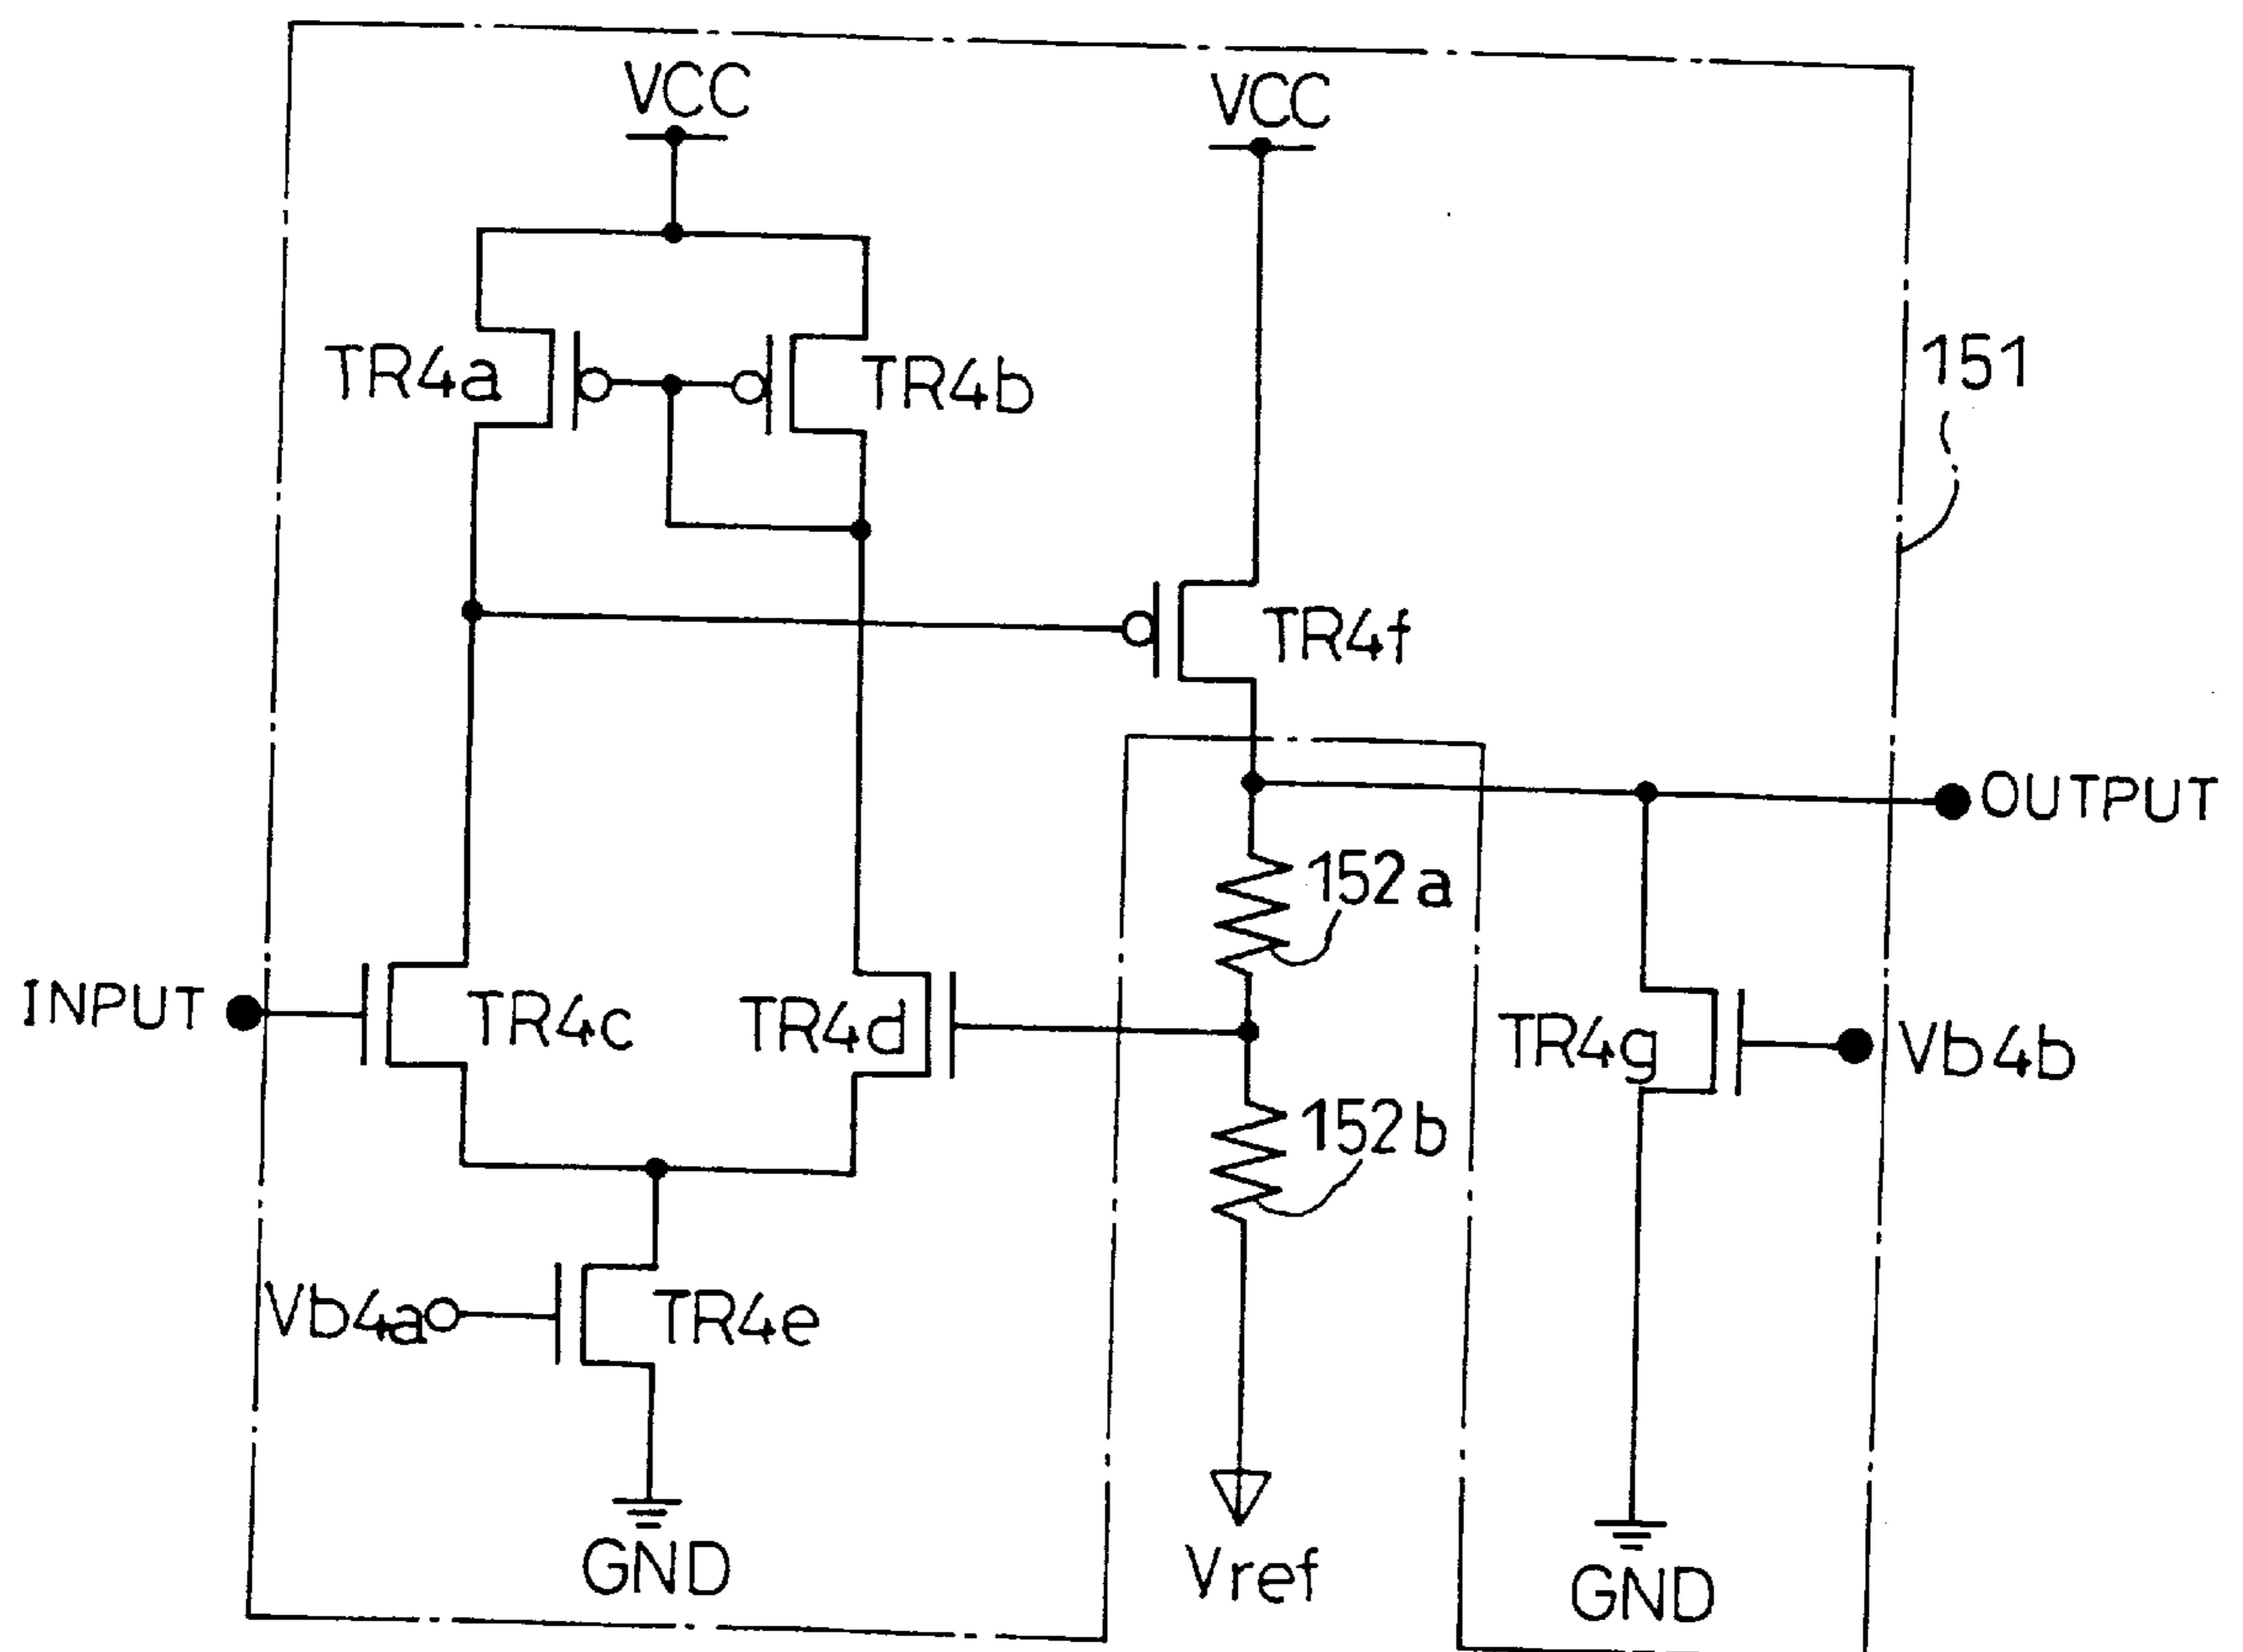 VCC
VCC
TR4a
TR4b
151
TR4f
OUTPUT
152a
INPUT
TR4c
TR4d
TR4g
Vb4b
152b
Vb4a
TR4e
GND
Vref
GND